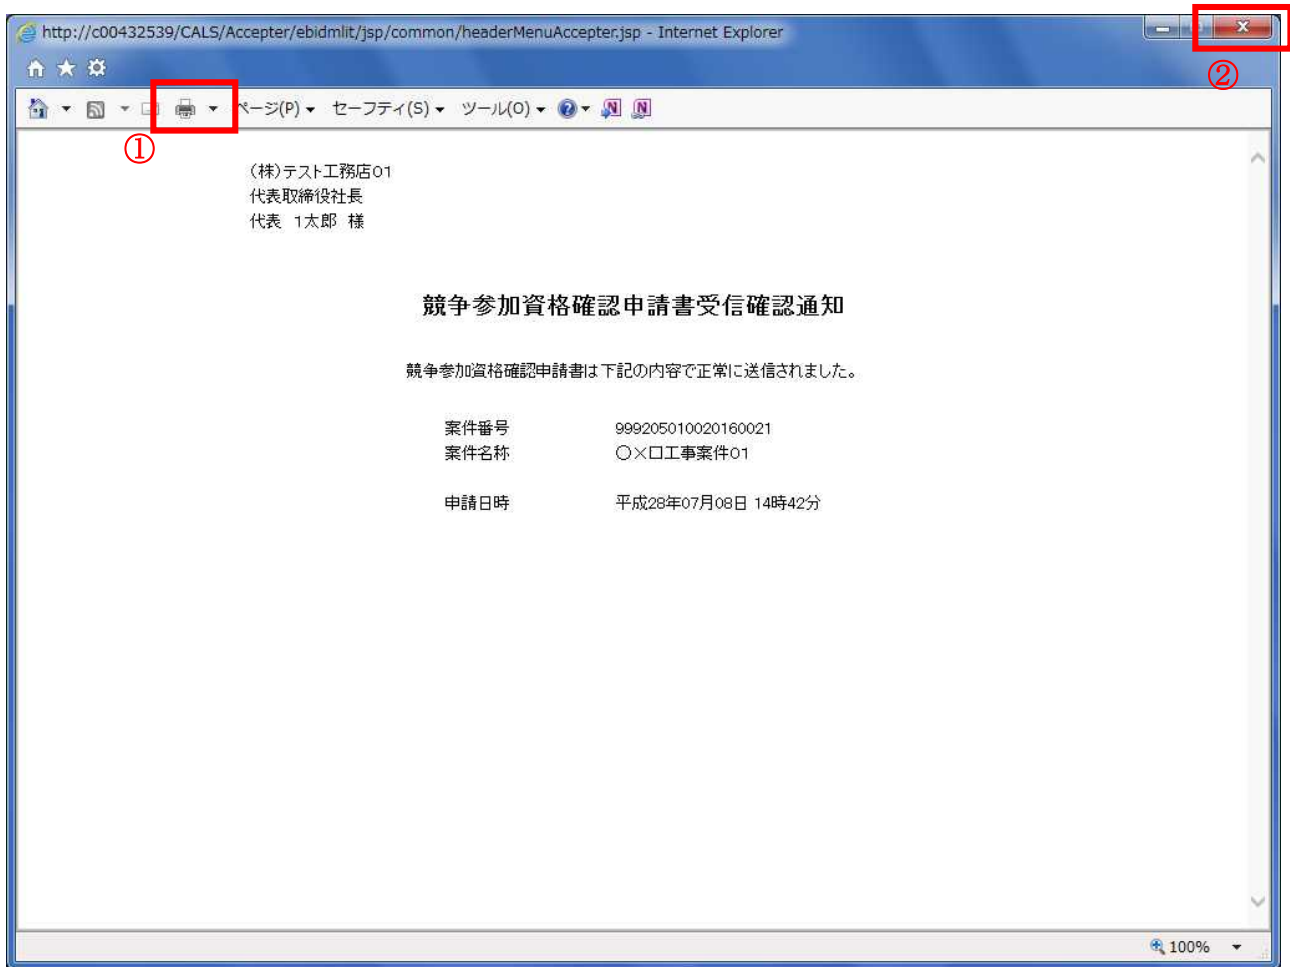 http://c00432539/CALS/Accepter/ebidmlit/jsp/common/headerMenuAccepter.jsp - Internet Explorer
②
ページ(P) セーフティ(S) ツール(O)
①
(株)テスト工務店01
代表取締役社長
代表 1太郎 様
競争参加資格確認申請書受信確認通知
競争参加資格確認申請書は下記の内容で正常に送信されました。
案件番号 999205010020160021
案件名称 〇×口工事案件01
申請日時 平成28年07月08日 14時42分
100%